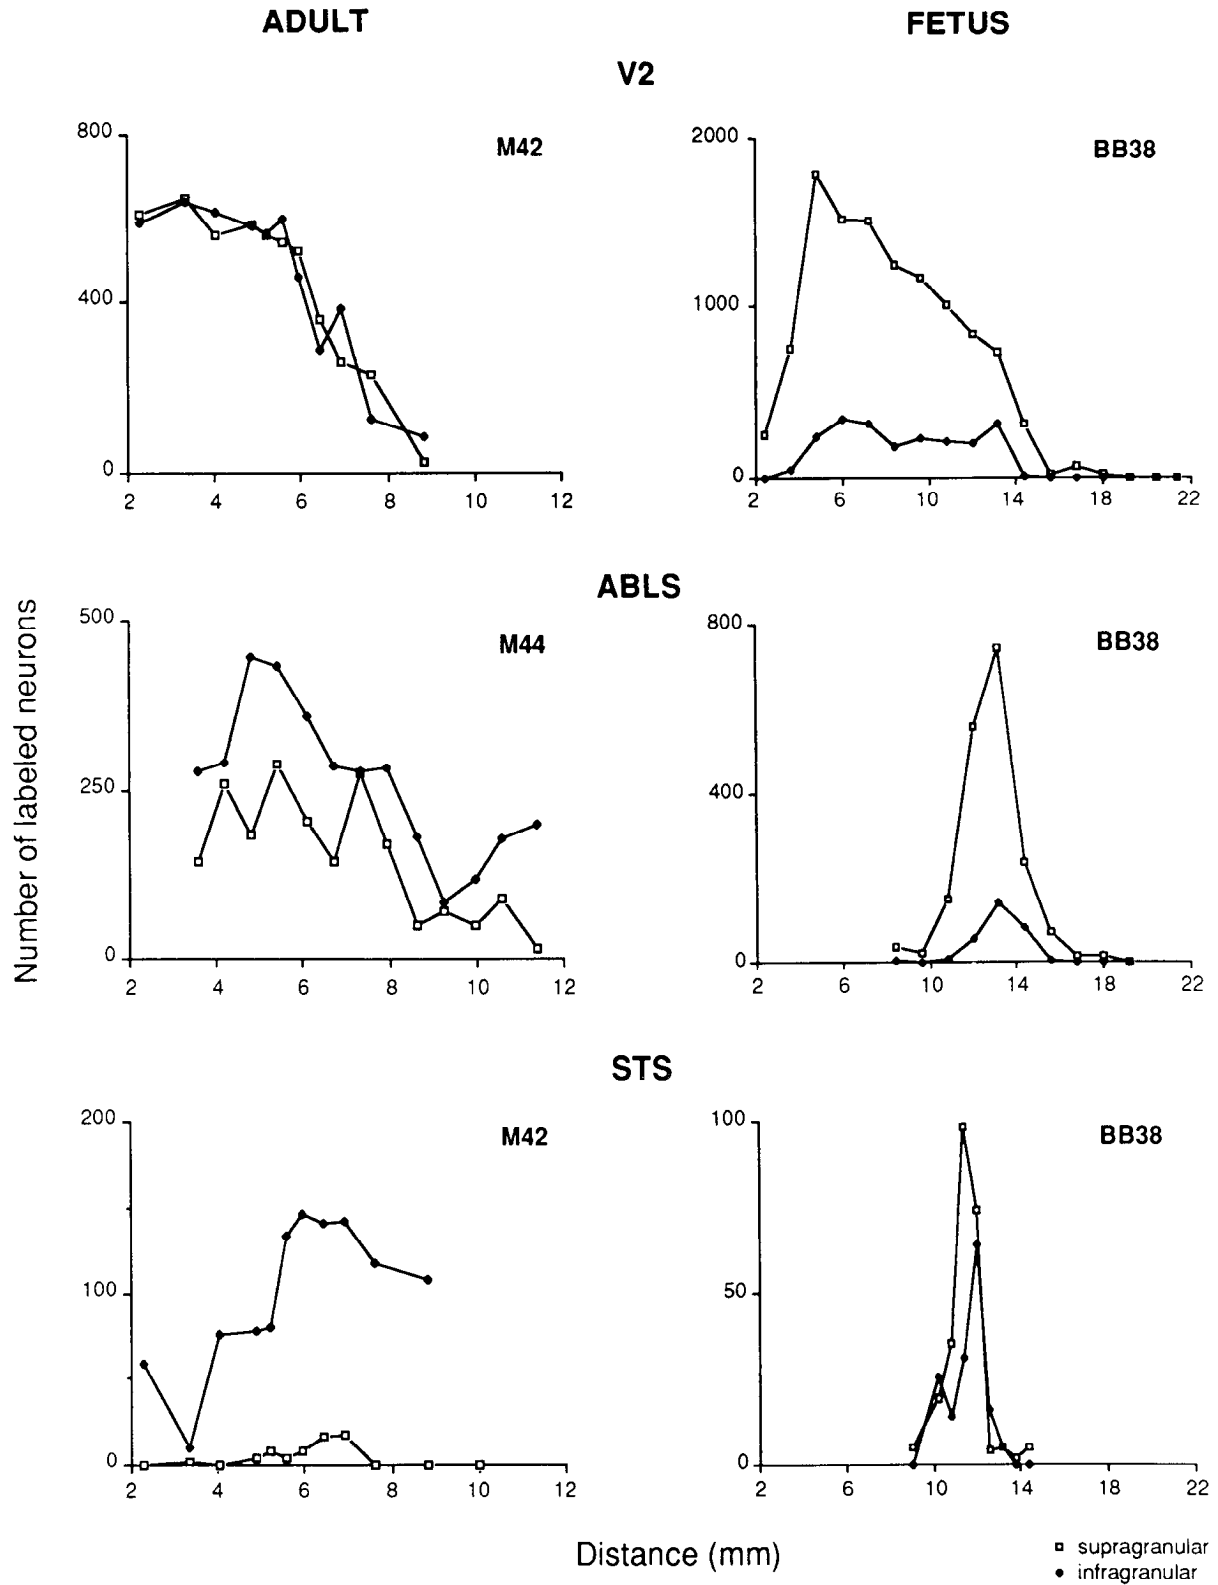 ADULT
FETUS
V2
800
400
0
2 4 6 8 10 12
M42
2000
1000
0
2 6 10 14 18 22
BB38
ABLS
500
250
0
2 4 6 8 10 12
M44
800
400
0
2 6 10 14 18 22
BB38
STS
200
100
0
2 4 6 8 10 12
M42
100
50
0
2 6 10 14 18 22
BB38
Number of labeled neurons
Distance (mm)
supragranular
infragranular